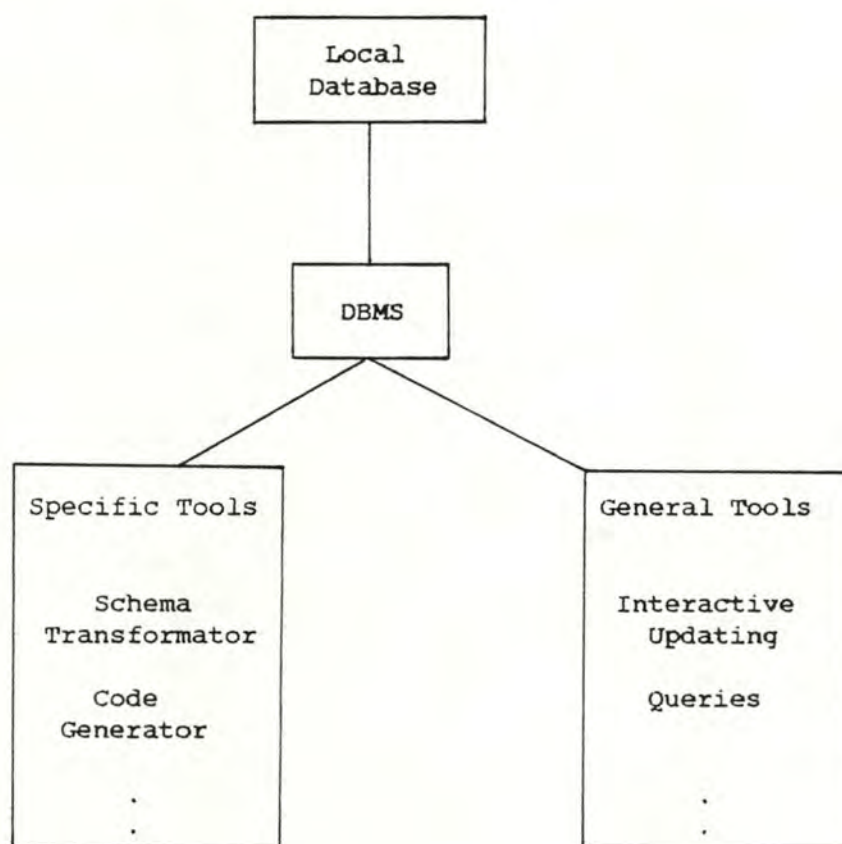 Local
Database
DBMS
Specific Tools
Schema
Transformator
Code
Generator
.
.
General Tools
Interactive
Updating
Queries
.
.